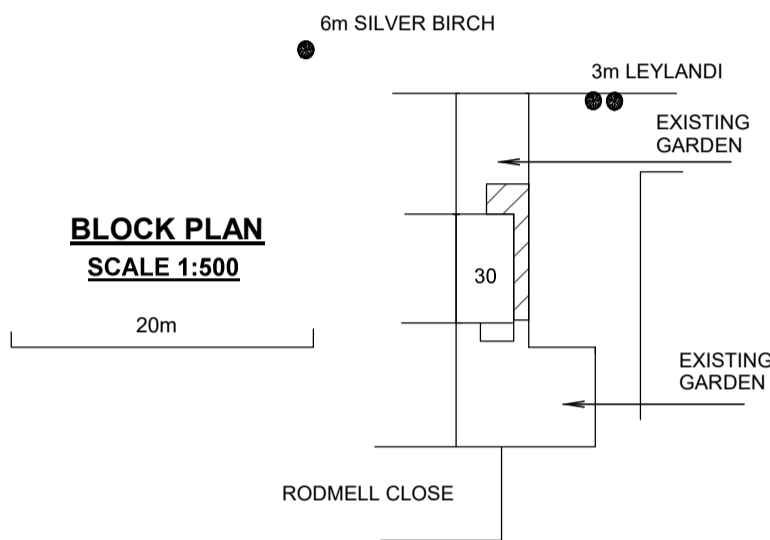 6m SILVER BIRCH
3m LEYLANDI
EXISTING
GARDEN
BLOCK PLAN
SCALE 1:500
30
20m
EXISTING
GARDEN
RODMELL CLOSE